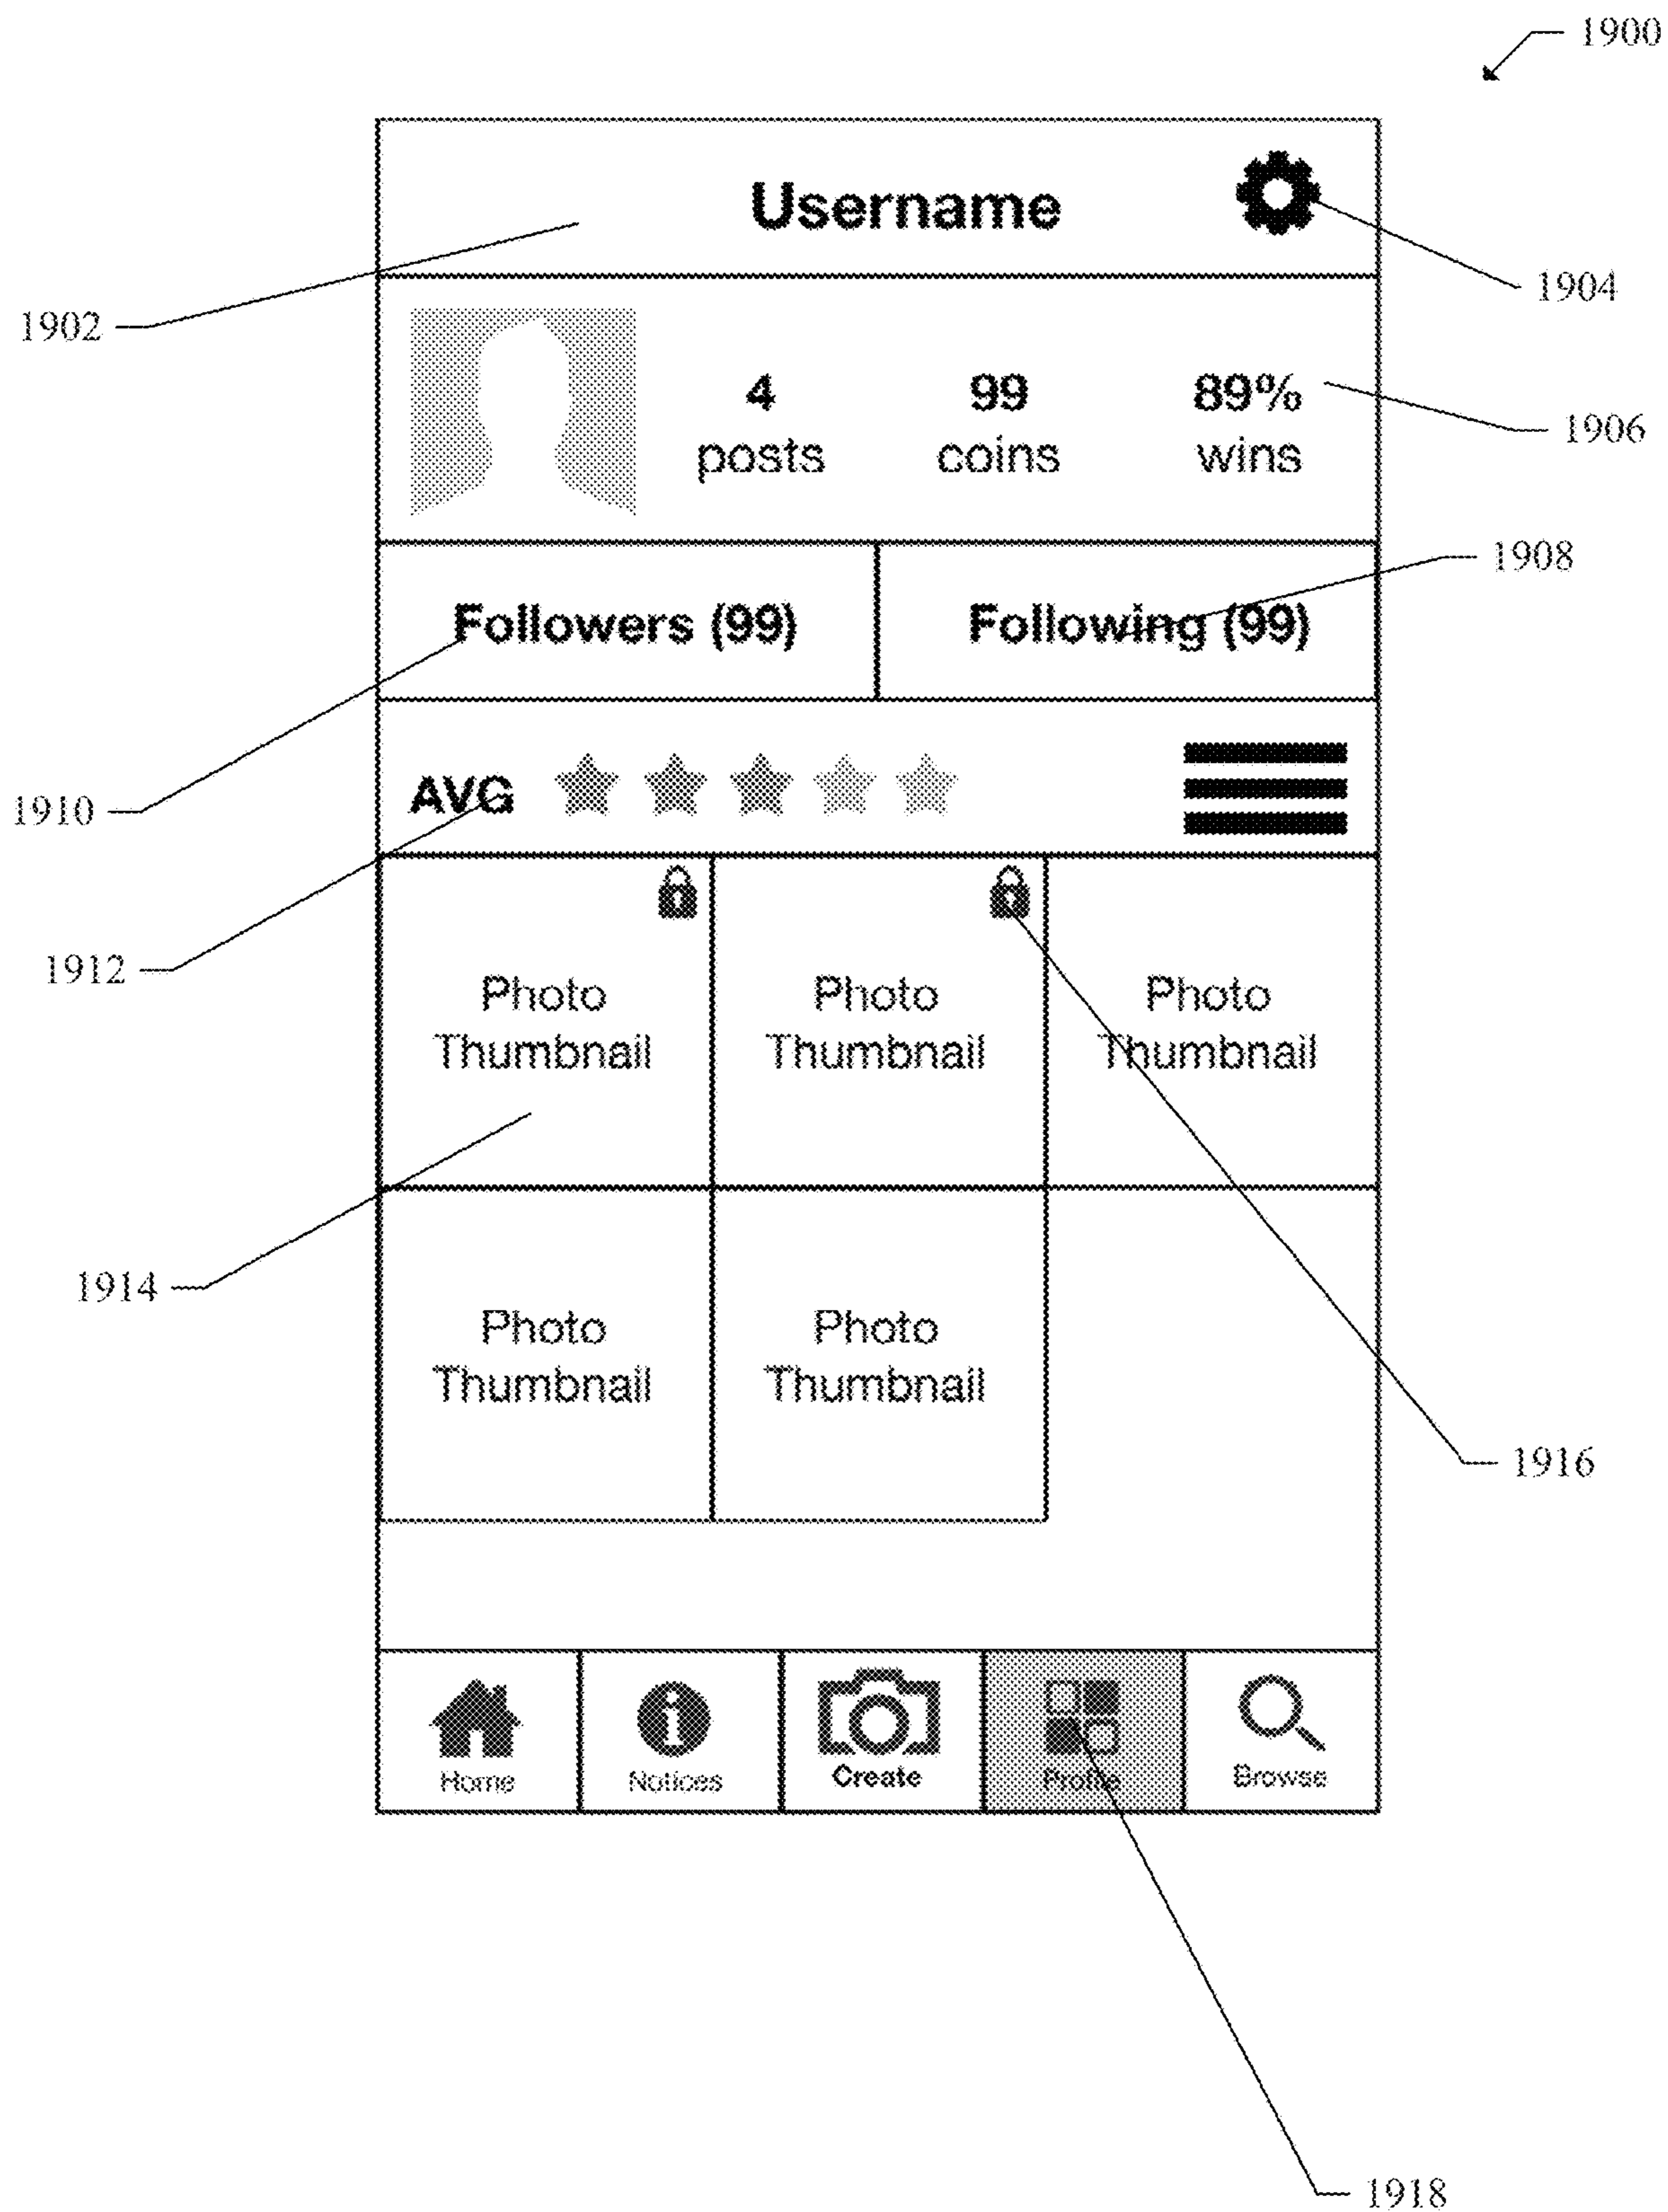 1900
Username
1904
1902
4 99 89%
posts coins wins
1906
1908
Followers (99) Following (99)
AVG
1910
1912
Photo Photo Photo
Thumbnail Thumbnail Thumbnail
1914
Photo Photo
Thumbnail Thumbnail
1916
Home Notices Create Profile Browse
1918